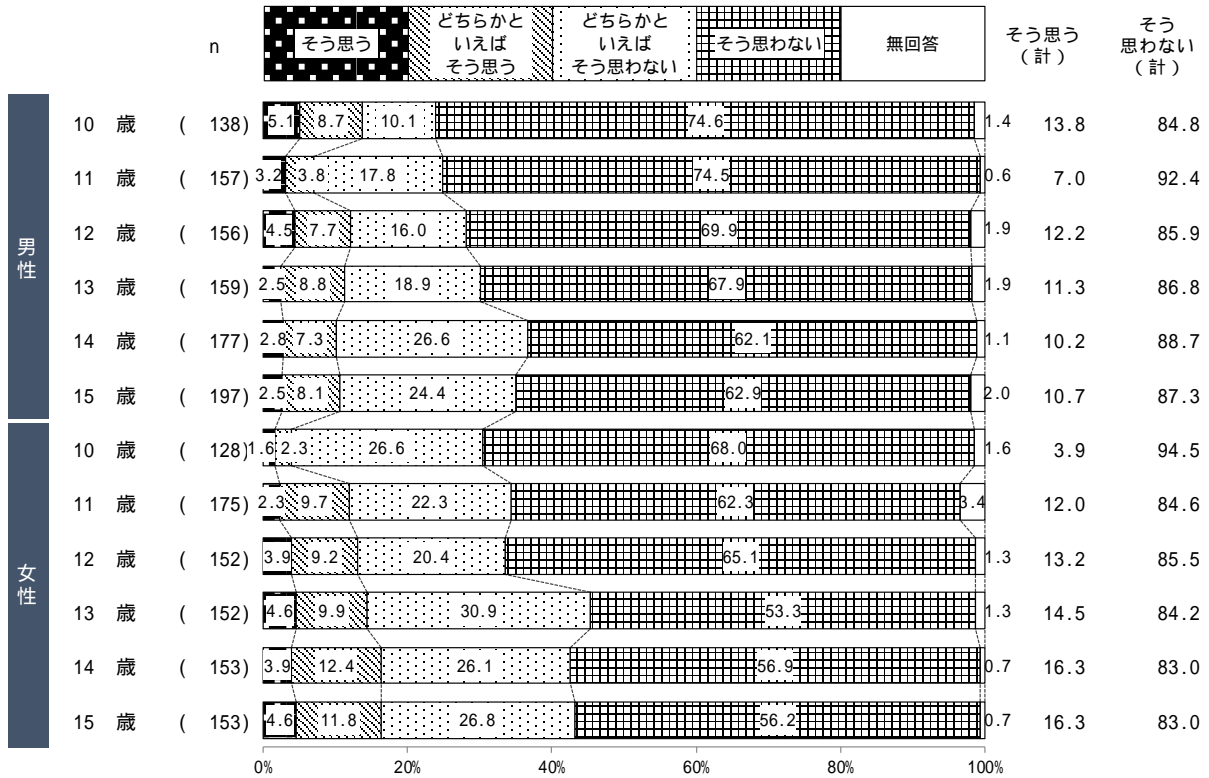 n
そう思う
どちらかと
いえば
そう思う
どちらかと
いえば
そう思わない
そう思わない
無回答
そう思う
（計）
そう
思わない
（計）
男性
10 歳 ( 138) 5.1 8.7 10.1 74.6 1.4 13.8 84.8
11 歳 ( 157) 3.2 3.8 17.8 74.5 0.6 7.0 92.4
12 歳 ( 156) 4.5 7.7 16.0 69.9 1.9 12.2 85.9
13 歳 ( 159) 2.5 8.8 18.9 67.9 1.9 11.3 86.8
14 歳 ( 177) 2.8 7.3 26.6 62.1 1.1 10.2 88.7
15 歳 ( 197) 2.5 8.1 24.4 62.9 2.0 10.7 87.3
女性
10 歳 ( 128) 1.6 2.3 26.6 68.0 1.6 3.9 94.5
11 歳 ( 175) 2.3 9.7 22.3 62.3 3.4 12.0 84.6
12 歳 ( 152) 3.9 9.2 20.4 65.1 1.3 13.2 85.5
13 歳 ( 152) 4.6 9.9 30.9 53.3 1.3 14.5 84.2
14 歳 ( 153) 3.9 12.4 26.1 56.9 0.7 16.3 83.0
15 歳 ( 153) 4.6 11.8 26.8 56.2 0.7 16.3 83.0
0% 20% 40% 60% 80% 100%